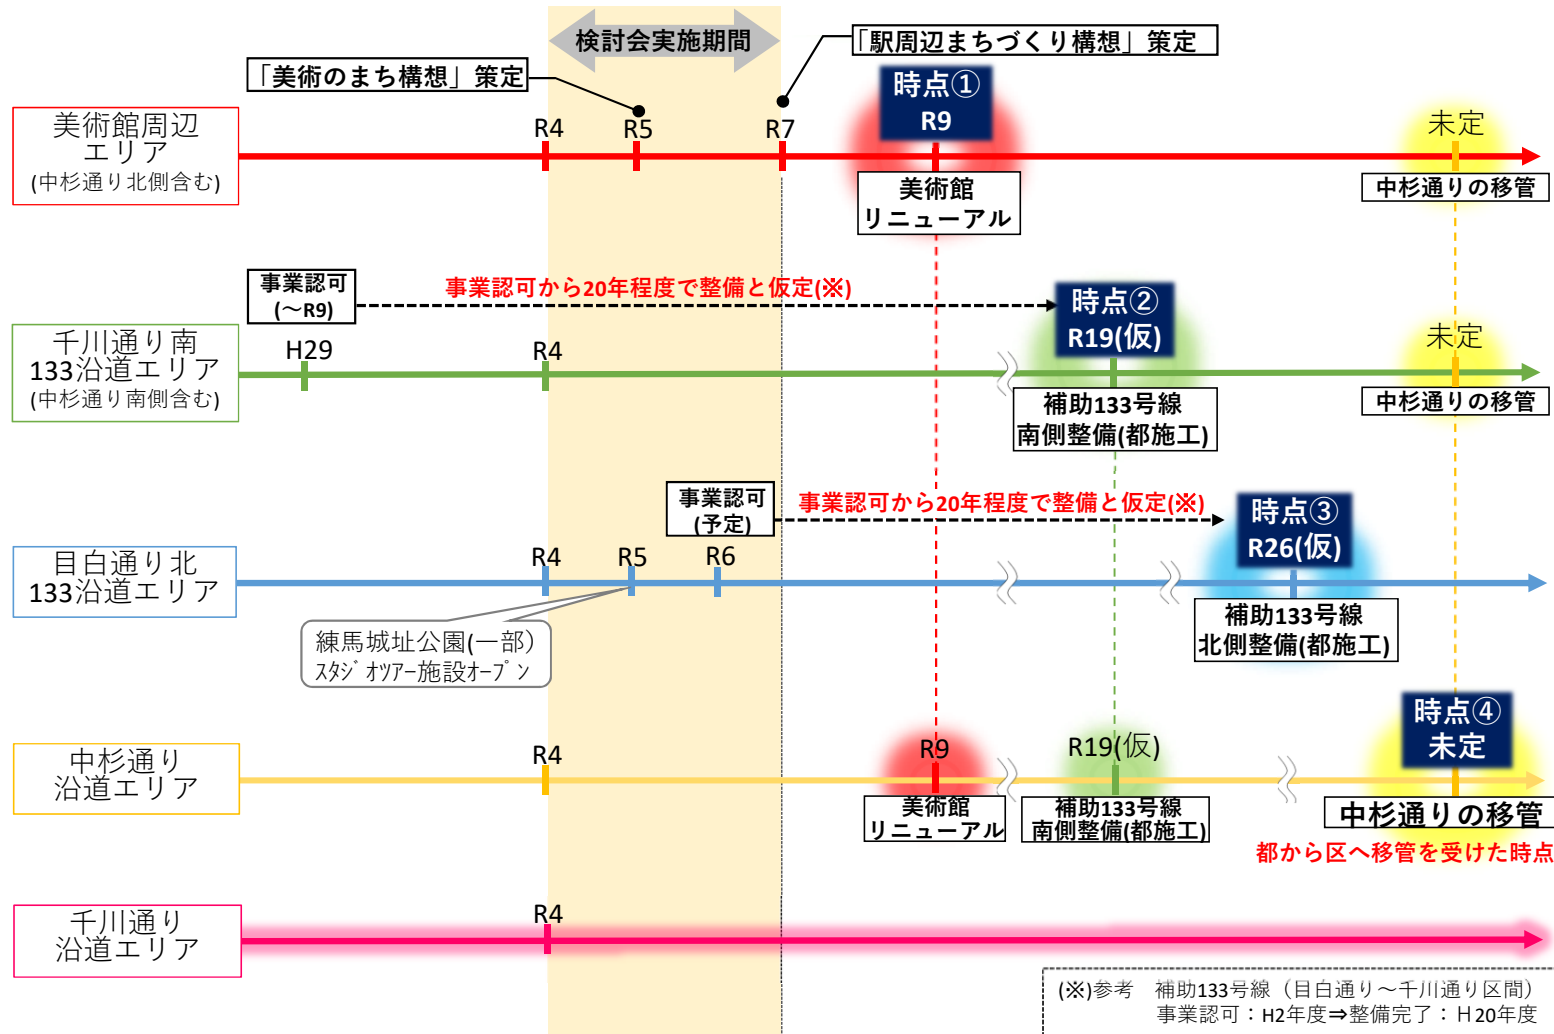 検討会実施期間
「駅周辺まちづくり構想」策定
「美術のまち構想」策定
時点①
R9
美術館周辺
エリア
(中杉通り北側含む)
R4
R5
R7
未定
美術館
リニューアル
中杉通りの移管
事業認可
(～R9)
事業認可から20年程度で整備と仮定(※)
時点②
R19(仮)
千川通り南
133沿道エリア
(中杉通り南側含む)
H29
R4
未定
補助133号線
南側整備(都施工)
中杉通りの移管
事業認可
(予定)
事業認可から20年程度で整備と仮定(※)
時点③
R26(仮)
目白通り北
133沿道エリア
R4
R5
R6
補助133号線
北側整備(都施工)
練馬城址公園(一部)
スタジオツアー施設オープン
時点④
未定
中杉通り
沿道エリア
R4
R9
R19(仮)
美術館
リニューアル
補助133号線
南側整備(都施工)
中杉通りの移管
都から区へ移管を受けた時点
千川通り
沿道エリア
R4
(※)参考　補助133号線（目白通り～千川通り区間）
事業認可：H2年度⇒整備完了：H20年度